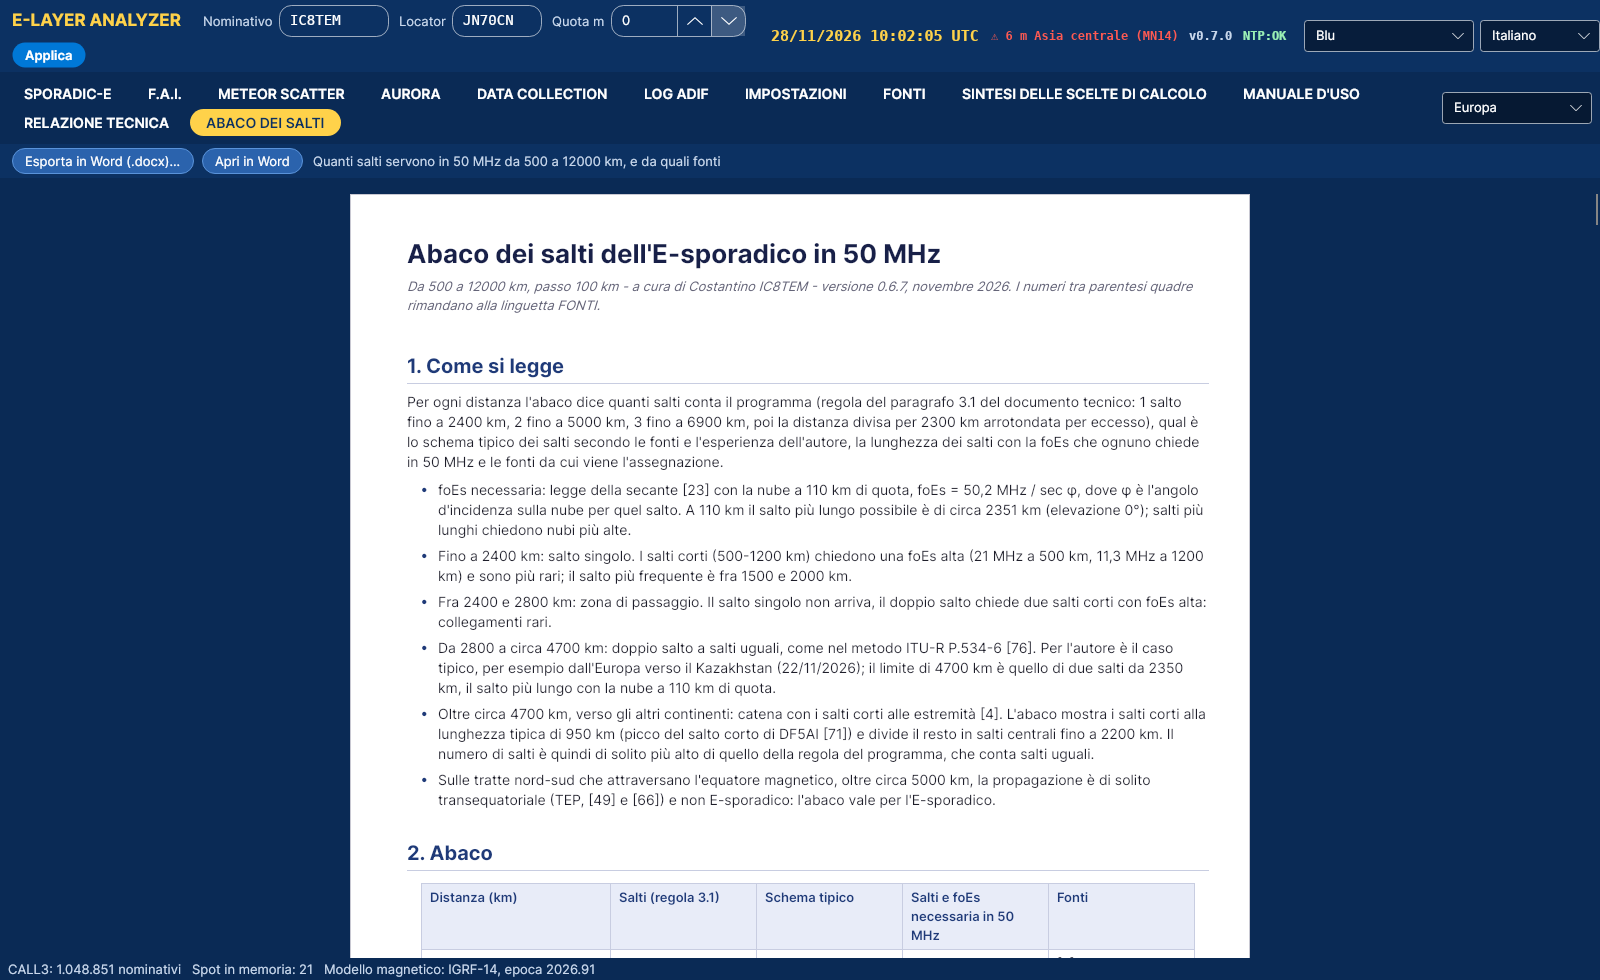 E-LAYER ANALYZER
Nominativo IC8TEM Locator JN70CN Quota m 0
Applica
28/11/2026 10:02:05 UTC ⚠ 6 m Asia centrale (MN14) v0.7.0 NTP:OK
Blu
Italiano
SPORADIC-E F.A.I. METEOR SCATTER AURORA DATA COLLECTION LOG ADIF IMPOSTAZIONI FONTI SINTESI DELLE SCELTE DI CALCOLO MANUALE D'USO
RELAZIONE TECNICA ABACO DEI SALTI
Europa
Esporta in Word (.docx)... Apri in Word Quanti salti servono in 50 MHz da 500 a 12000 km, e da quali fonti
Abaco dei salti dell'E-sporadico in 50 MHz
Da 500 a 12000 km, passo 100 km - a cura di Costantino IC8TEM - versione 0.6.7, novembre 2026. I numeri tra parentesi quadre
rimandano alla linguetta FONTI.
1. Come si legge
Per ogni distanza l'abaco dice quanti salti conta il programma (regola del paragrafo 3.1 del documento tecnico: 1 salto
fino a 2400 km, 2 fino a 5000 km, 3 fino a 6900 km, poi la distanza divisa per 2300 km arrotondata per eccesso), qual è
lo schema tipico dei salti secondo le fonti e l'esperienza dell'autore, la lunghezza dei salti con la foEs che ognuno chiede
in 50 MHz e le fonti da cui viene l'assegnazione.
• foEs necessaria: legge della secante [23] con la nube a 110 km di quota, foEs = 50,2 MHz / sec φ, dove φ è l'angolo
d'incidenza sulla nube per quel salto. A 110 km il salto più lungo possibile è di circa 2351 km (elevazione 0°); salti più
lunghi chiedono nubi più alte.
• Fino a 2400 km: salto singolo. I salti corti (500-1200 km) chiedono una foEs alta (21 MHz a 500 km, 11,3 MHz a 1200
km) e sono più rari; il salto più frequente è fra 1500 e 2000 km.
• Fra 2400 e 2800 km: zona di passaggio. Il salto singolo non arriva, il doppio salto chiede due salti corti con foEs alta:
collegamenti rari.
• Da 2800 a circa 4700 km: doppio salto a salti uguali, come nel metodo ITU-R P.534-6 [76]. Per l'autore è il caso
tipico, per esempio dall'Europa verso il Kazakhstan (22/11/2026); il limite di 4700 km è quello di due salti da 2350
km, il salto più lungo con la nube a 110 km di quota.
• Oltre circa 4700 km, verso gli altri continenti: catena con i salti corti alle estremità [4]. L'abaco mostra i salti corti alla
lunghezza tipica di 950 km (picco del salto corto di DF5AI [71]) e divide il resto in salti centrali fino a 2200 km. Il
numero di salti è quindi di solito più alto di quello della regola del programma, che conta salti uguali.
• Sulle tratte nord-sud che attraversano l'equatore magnetico, oltre circa 5000 km, la propagazione è di solito
transequatoriale (TEP, [49] e [66]) e non E-sporadico: l'abaco vale per l'E-sporadico.
2. Abaco
Distanza (km) Salti (regola 3.1) Schema tipico Salti e foEs Fonti
necessaria in 50
MHz
CALL3: 1.048.851 nominativi Spot in memoria: 21 Modello magnetico: IGRF-14, epoca 2026.91